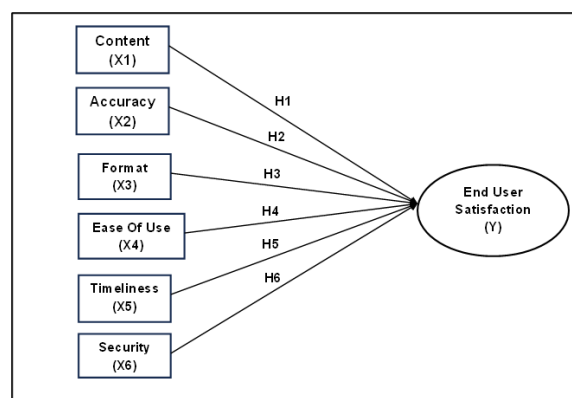 Content
(X1)
Accuracy
(X2)
Format
(X3)
Ease Of Use
(X4)
Timeliness
(X5)
Security
(X6)
H1
H2
H3
H4
H5
H6
End User
Satisfaction
(Y)